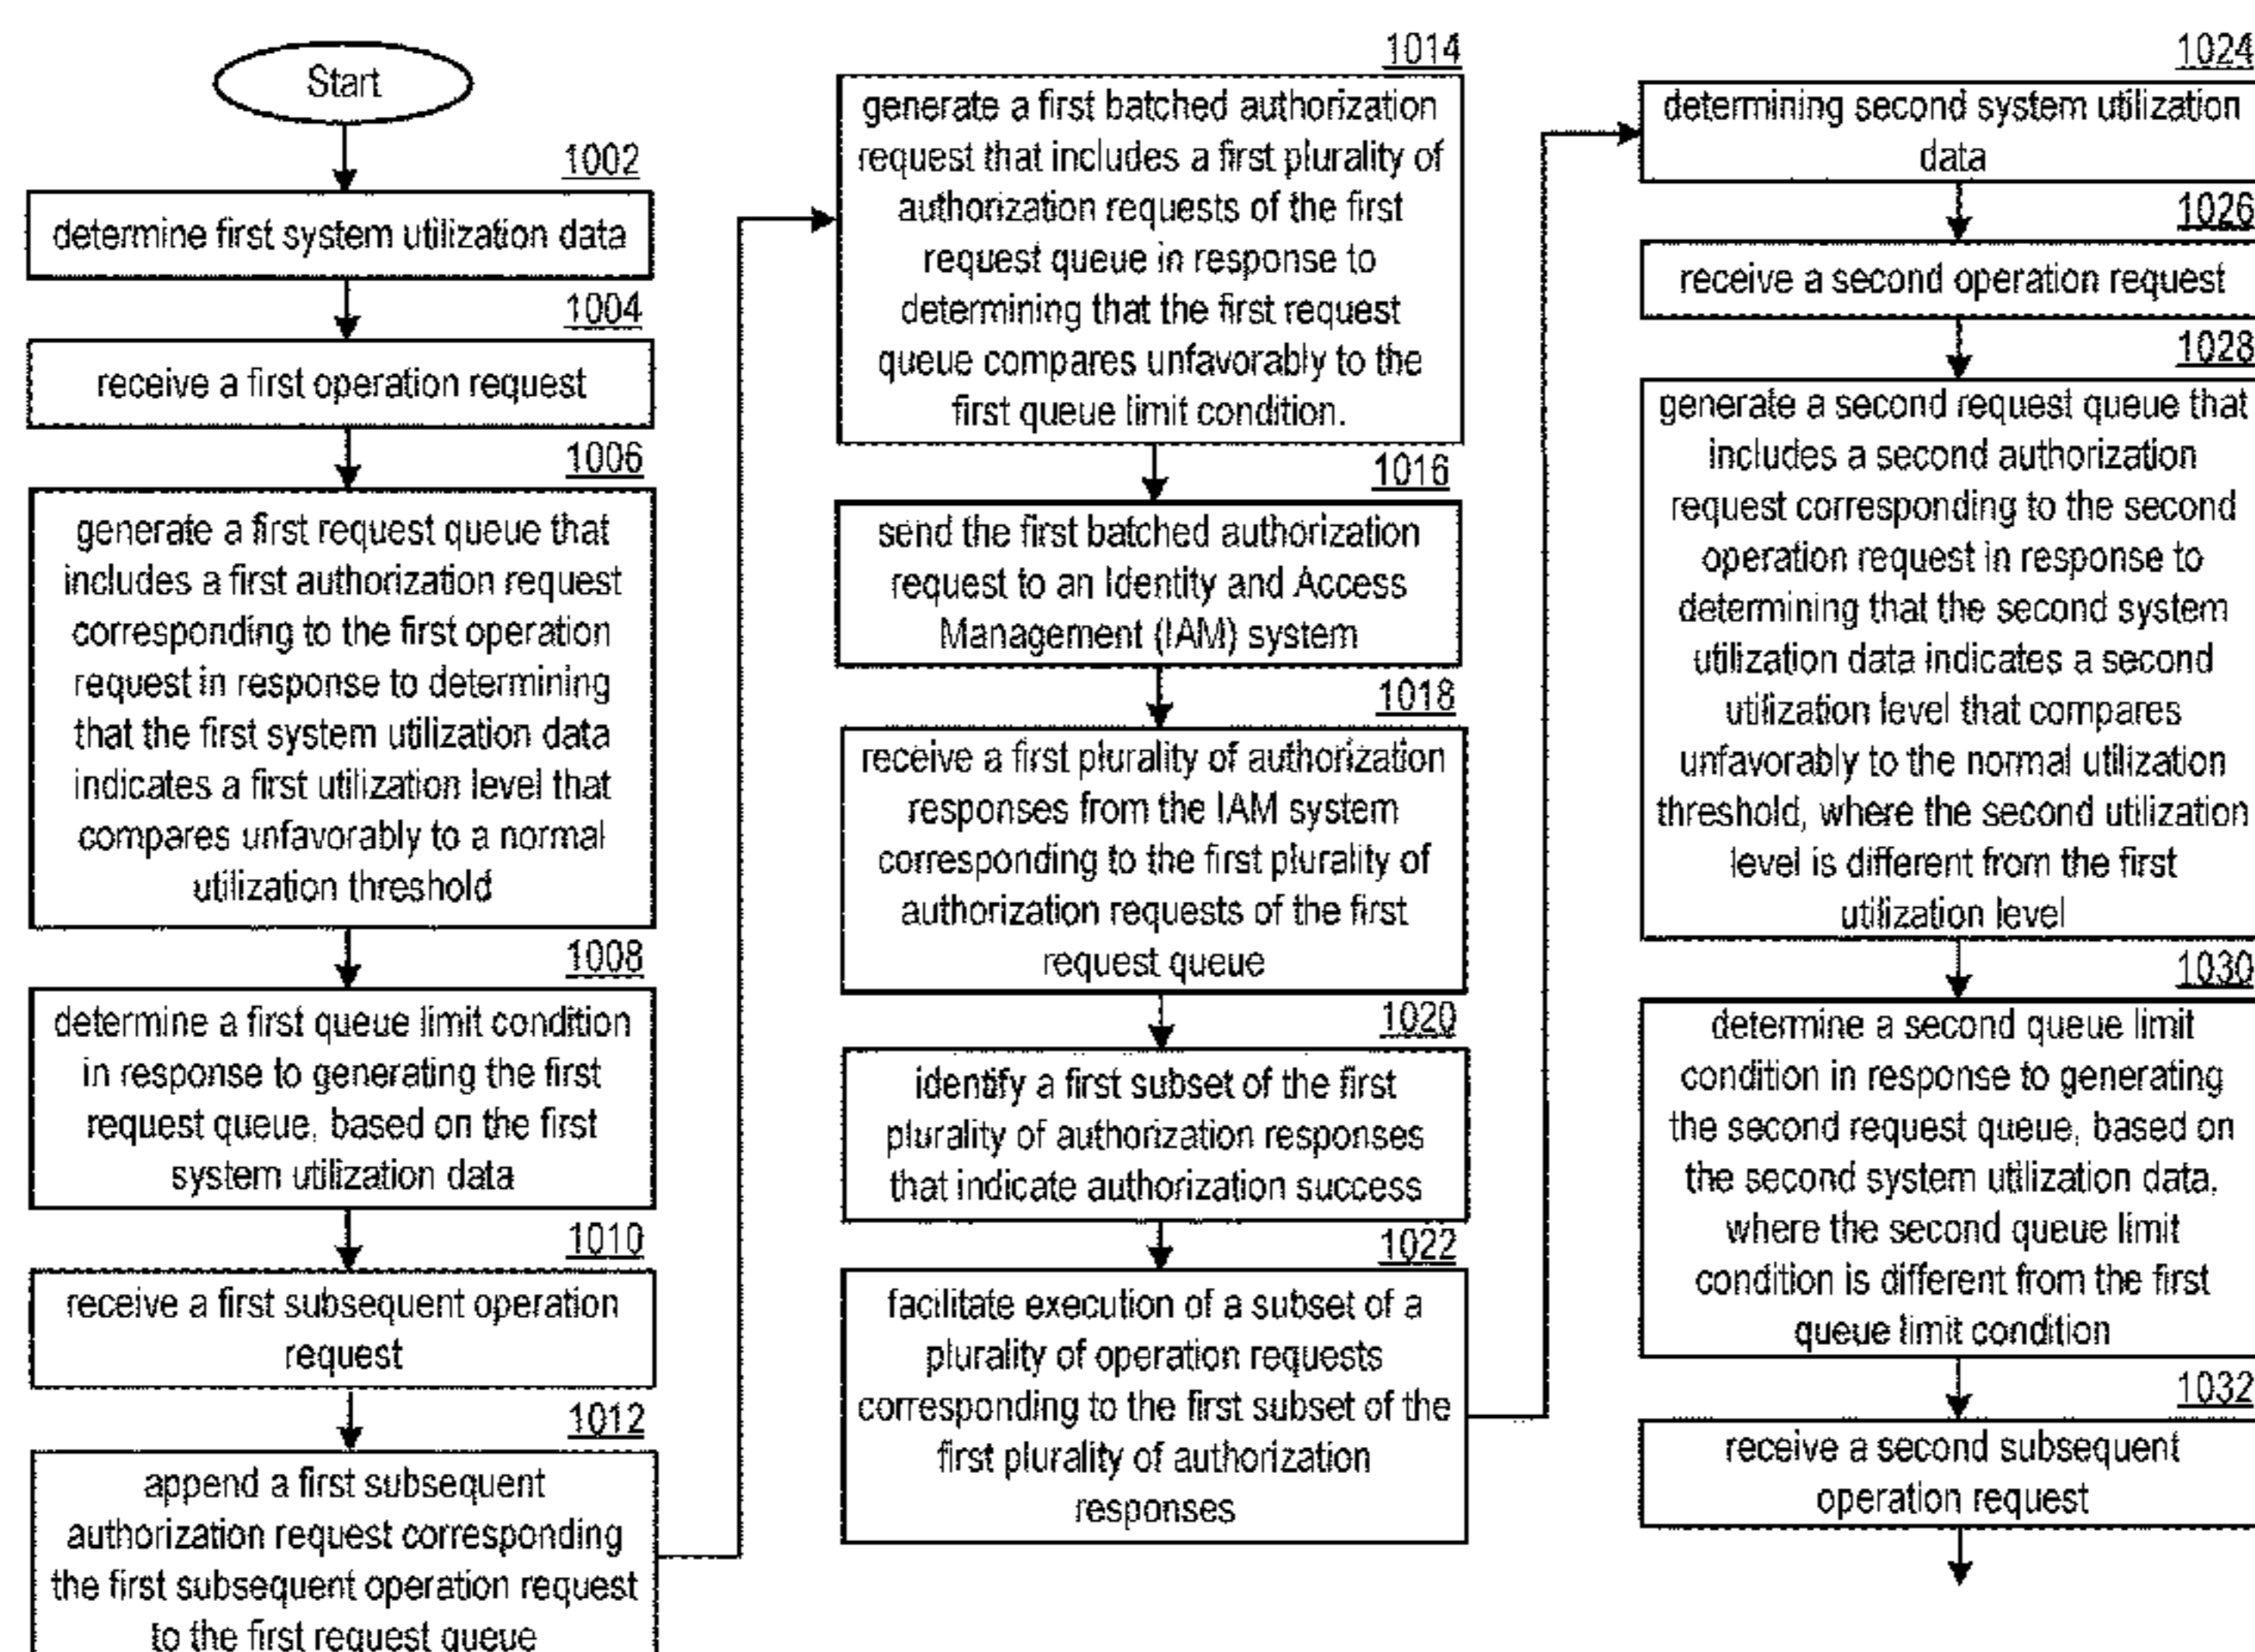 Start
1002
determine first system utilization data
1004
receive a first operation request
1006
generate a first request queue that
includes a first authorization request
corresponding to the first operation
request in response to determining
that the first system utilization data
indicates a first utilization level that
compares unfavorably to a normal
utilization threshold
1008
determine a first queue limit condition
in response to generating the first
request queue, based on the first
system utilization data
1010
receive a first subsequent operation
request
1012
append a first subsequent
authorization request corresponding
the first subsequent operation request
to the first request queue
1014
generate a first batched authorization
request that includes a first plurality of
authorization requests of the first
request queue in response to
determining that the first request
queue compares unfavorably to the
first queue limit condition.
1016
send the first batched authorization
request to an Identity and Access
Management (IAM) system
1018
receive a first plurality of authorization
responses from the IAM system
corresponding to the first plurality of
authorization requests of the first
request queue
1020
identify a first subset of the first
plurality of authorization responses
that indicate authorization success
1022
facilitate execution of a subset of a
plurality of operation requests
corresponding to the first subset of the
first plurality of authorization
responses
1024
determining second system utilization
data
1026
receive a second operation request
1028
generate a second request queue that
includes a second authorization
request corresponding to the second
operation request in response to
determining that the second system
utilization data indicates a second
utilization level that compares
unfavorably to the normal utilization
threshold, where the second utilization
level is different from the first
utilization level
1030
determine a second queue limit
condition in response to generating
the second request queue, based on
the second system utilization data,
where the second queue limit
condition is different from the first
queue limit condition
1032
receive a second subsequent
operation request